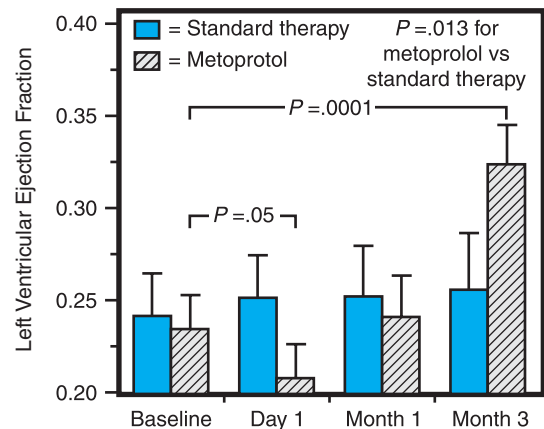 Left Ventricular Ejection Fraction
0.40
0.35
0.30
0.25
0.20
= Standard therapy
= Metoprotol
P =.013 for
metoprolol vs
standard therapy
P =.0001
P =.05
Baseline
Day 1
Month 1
Month 3